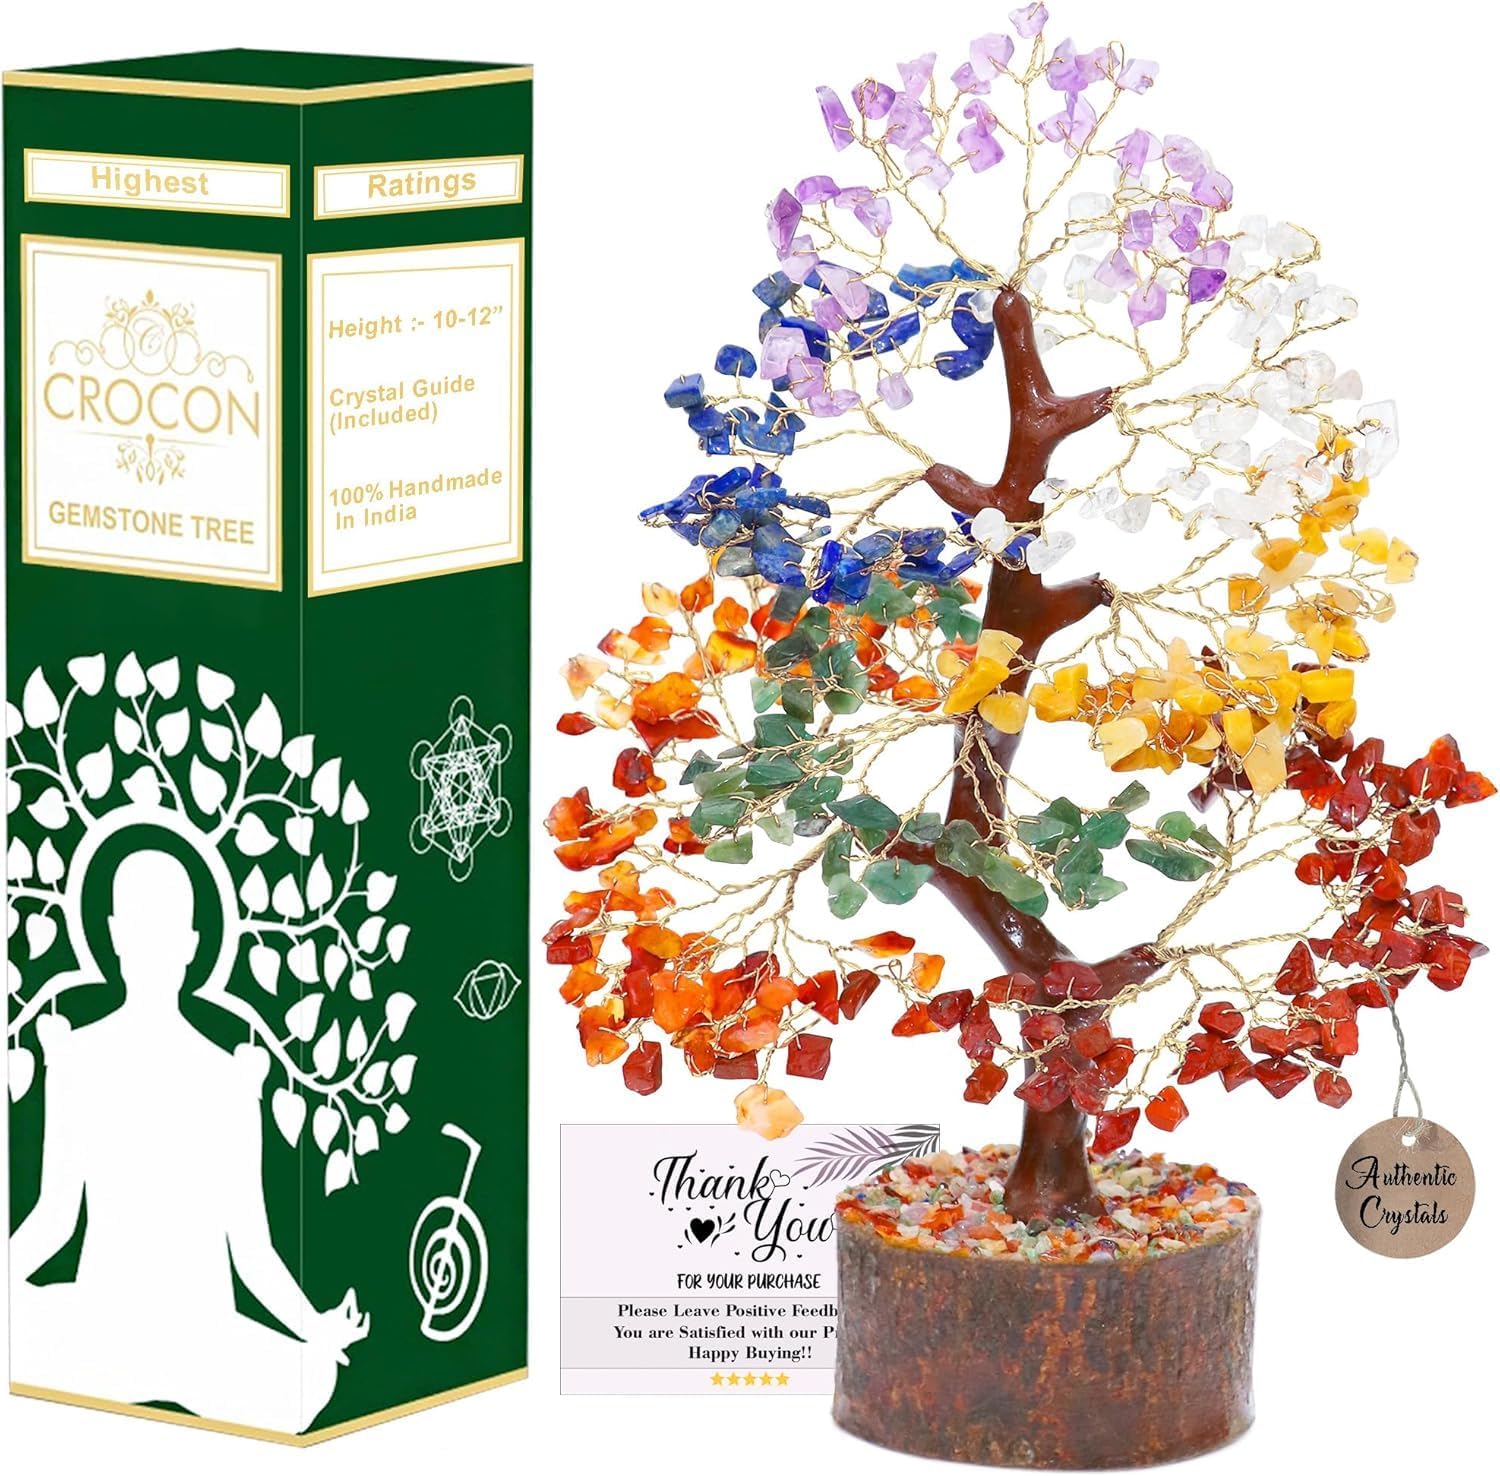 Highest
Ratings
C
CROCON
GEMSTONE TREE
Height :- 10-12”
Crystal Guide
(Included)
100% Handmade
In India
Thank
You
FOR YOUR PURCHASE
Please Leave Positive
You are Satisfied with our
Happy Buying!!
Authentic
Crystals